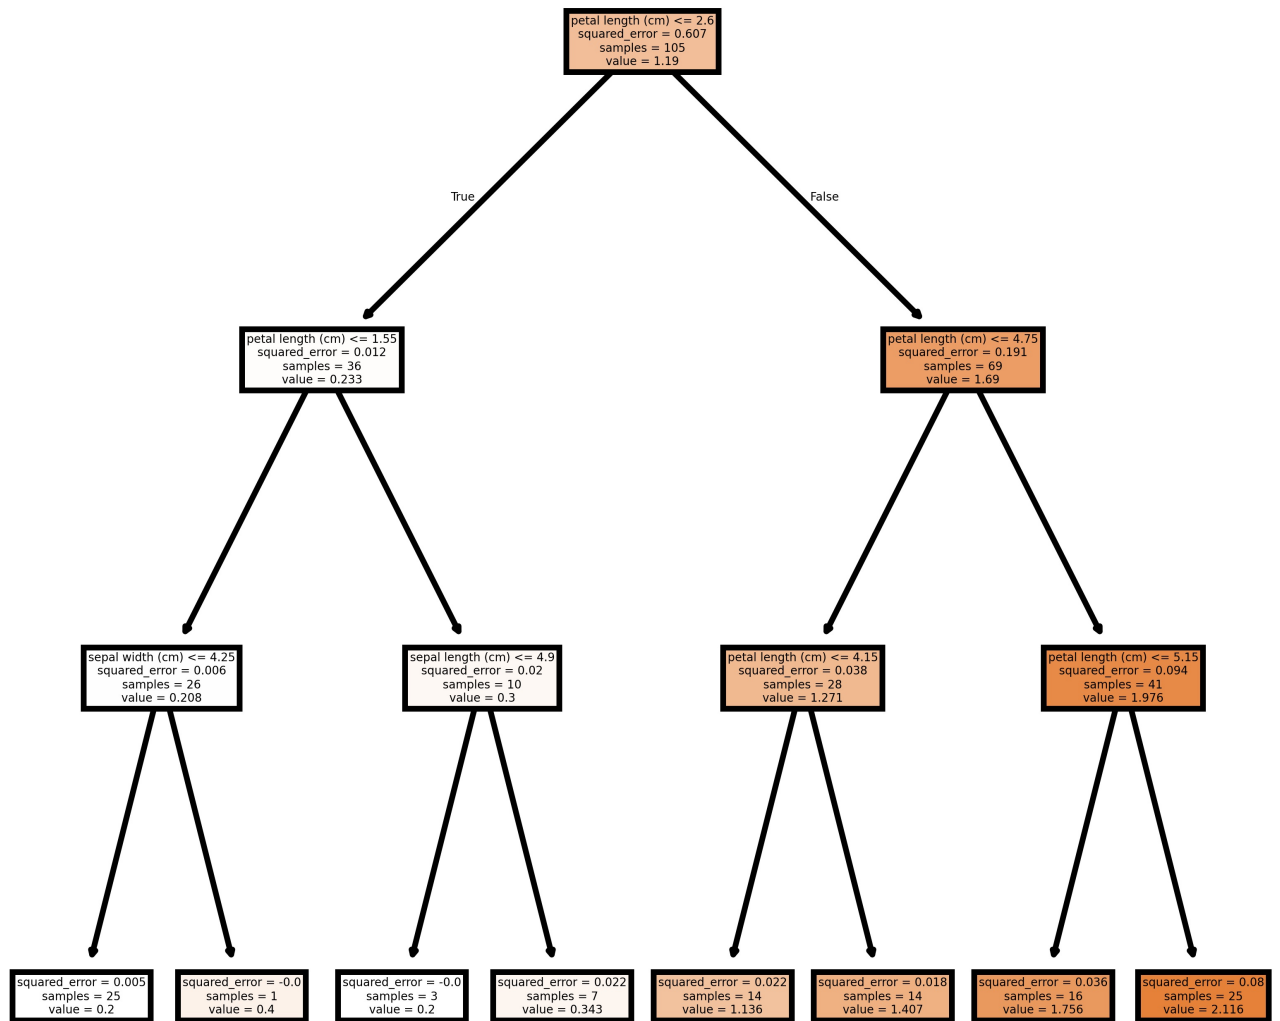 petal length (cm) <= 2.6
squared_error = 0.607
samples = 105
value = 1.19
True
False
petal length (cm) <= 1.55
squared_error = 0.012
samples = 36
value = 0.233
petal length (cm) <= 4.75
squared_error = 0.191
samples = 69
value = 1.69
sepal width (cm) <= 4.25
squared_error = 0.006
samples = 26
value = 0.208
sepal length (cm) <= 4.9
squared_error = 0.02
samples = 10
value = 0.3
petal length (cm) <= 4.15
squared_error = 0.038
samples = 28
value = 1.271
petal length (cm) <= 5.15
squared_error = 0.094
samples = 41
value = 1.976
squared_error = 0.005
samples = 25
value = 0.2
squared_error = -0.0
samples = 1
value = 0.4
squared_error = -0.0
samples = 3
value = 0.2
squared_error = 0.022
samples = 7
value = 0.343
squared_error = 0.022
samples = 14
value = 1.136
squared_error = 0.018
samples = 14
value = 1.407
squared_error = 0.036
samples = 16
value = 1.756
squared_error = 0.08
samples = 25
value = 2.116